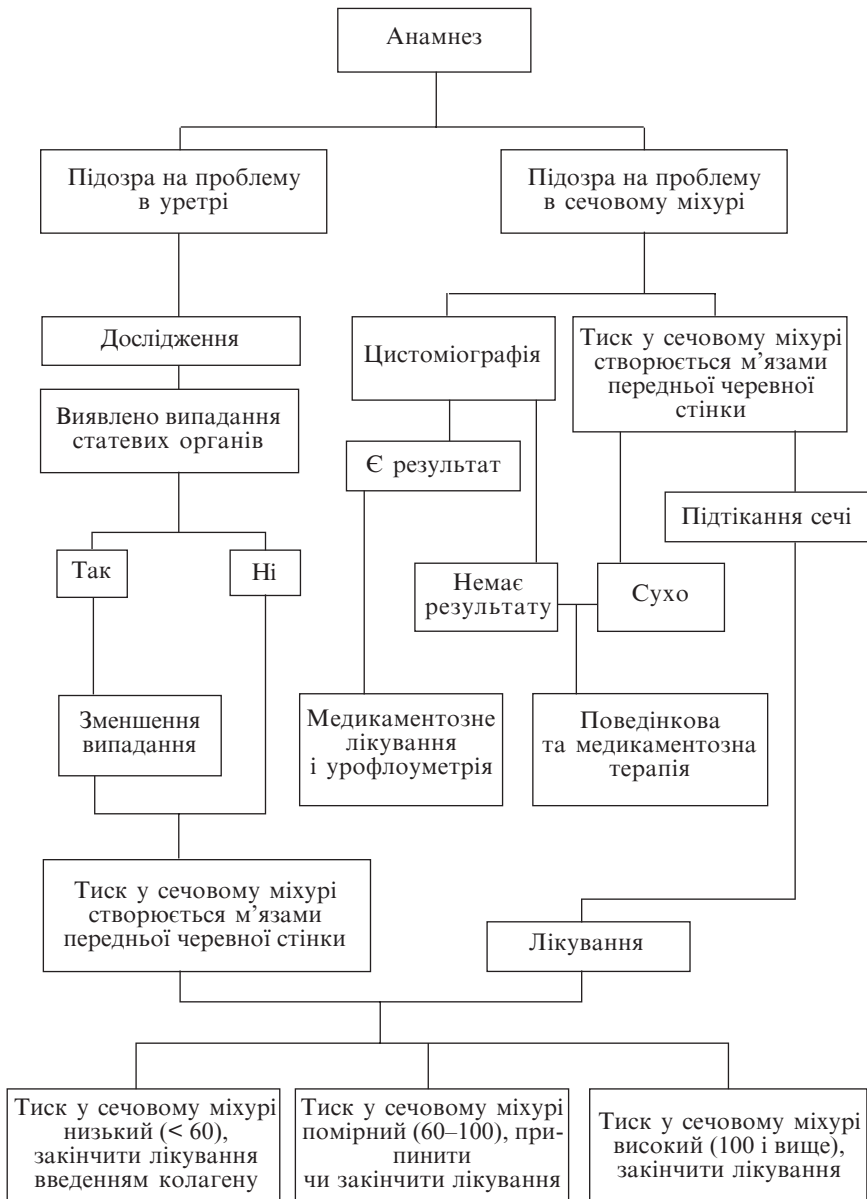 Анамнез
Підозра на проблему
в уретрі
Підозра на проблему
в сечовому міхурі
Дослідження
Цистоміографія
Тиск у сечовому міхурі
створюється м’язами
передньої черевної
стінки
Виявлено випадання
статевих органів
Є результат
Підтікання сечі
Так
Ні
Немає
результату
Сухо
Зменшення
випадання
Медикаментозне
лікування
і урофлоуметрія
Поведінкова
та медикаментозна
терапія
Тиск у сечовому міхурі
створюється м’язами
передньої черевної стінки
Лікування
Тиск у сечовому міхурі
низький (< 60),
закінчити лікування
введенням колагену
Тиск у сечовому міхурі
помірний (60–100), при-
пинити
чи закінчити лікування
Тиск у сечовому міхурі
високий (100 і вище),
закінчити лікування